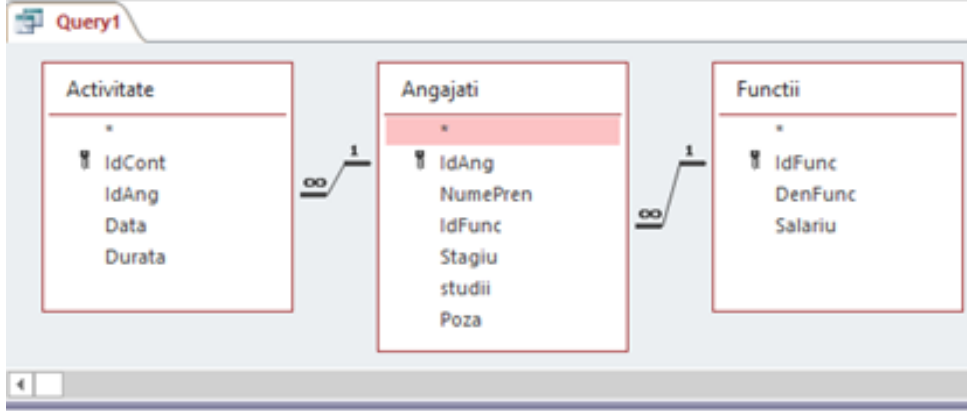 Query1
Activitate
*
IdCont
IdAng
Data
Durata
∞
1
Angajati
*
IdAng
NumePren
IdFunc
Stagiu
studii
Poza
∞
1
Functii
*
IdFunc
DenFunc
Salariu